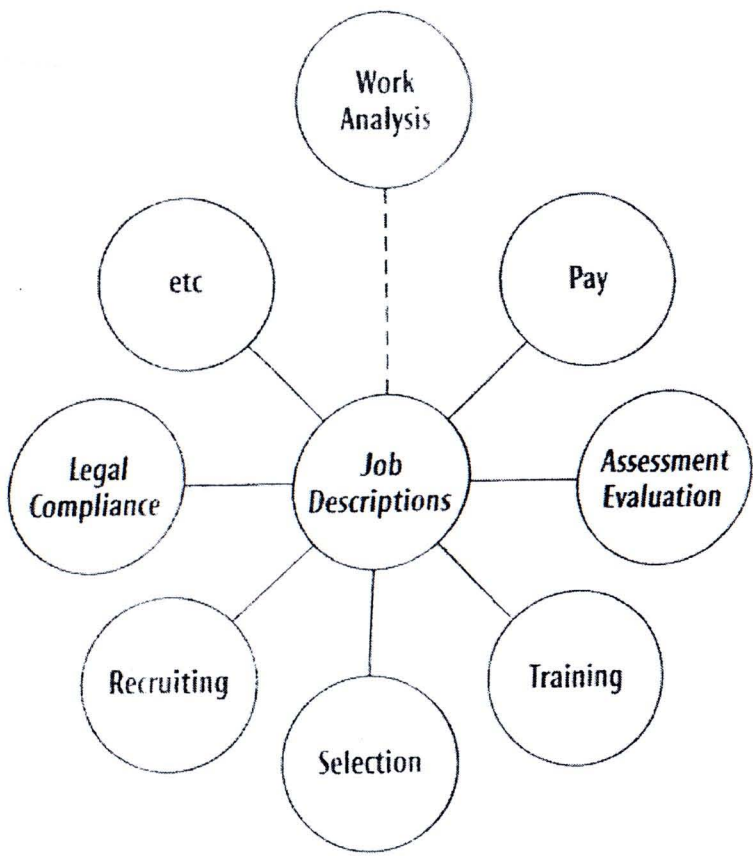 Work
Analysis
etc
Pay
Legal
Compliance
Job
Descriptions
Assessment
Evaluation
Recruiting
Training
Selection